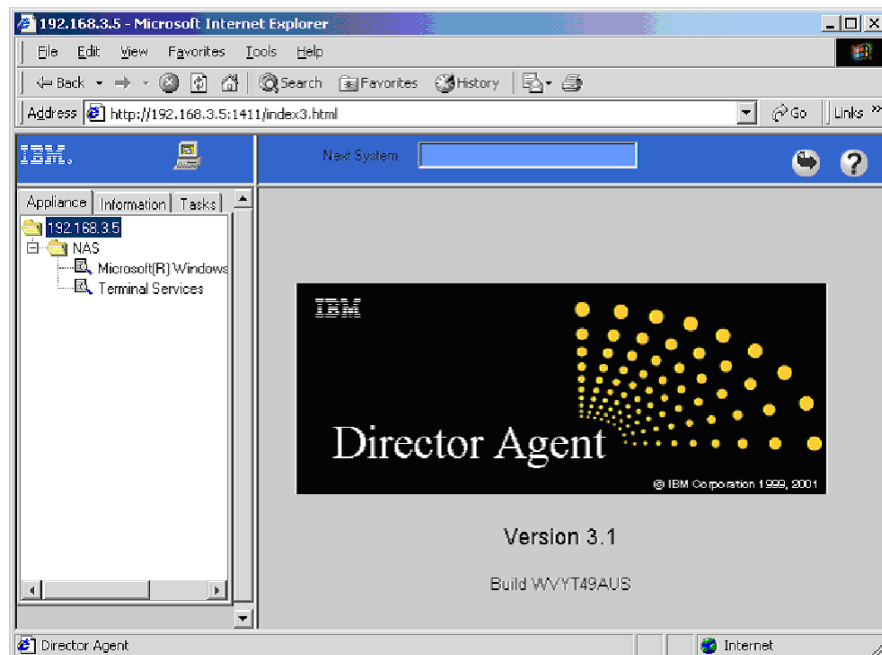 192.168.3.5 - Microsoft Internet Explorer
File Edit View Favorites Tools Help
Back Search Favorites History
Address http://192.168.3.5:1411/index3.html Go Links »
IBM. Next System ?
Appliance Information Tasks
192.168.3.5
NAS
Microsoft(R) Windows
Terminal Services
IBM
Director Agent
@ IBM Corporation 1999, 2001
Version 3.1
Build WVYT49AUS
Director Agent Internet